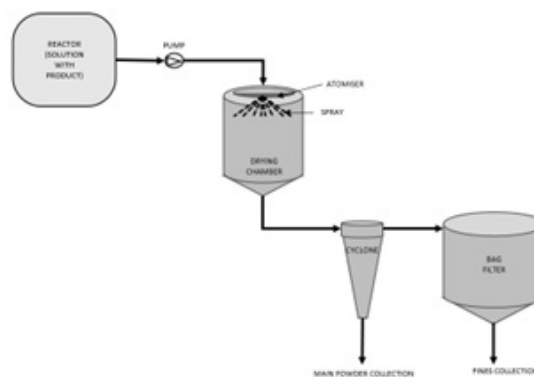 REACTOR
(SOLUTION
WITH
PRODUCT)
PUMP
ATOMISER
SPRAY
DRYING
CHAMBER
CYCLONE
BAG
FILTER
MAIN POWDER COLLECTION
FINES COLLECTION